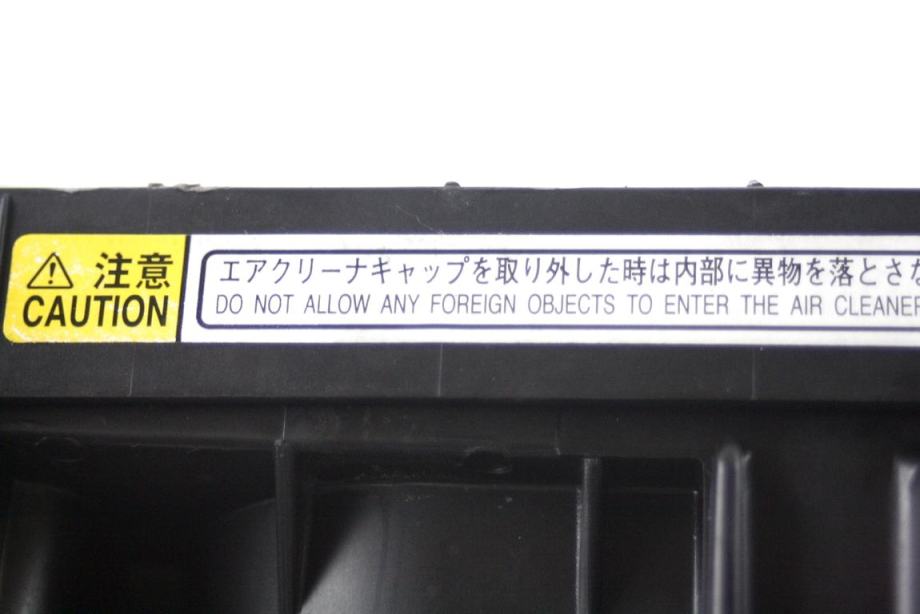 注意
CAUTION
エアクリーナキャップを取り外した時は内部に異物を落とさな
DO NOT ALLOW ANY FOREIGN OBJECTS TO ENTER THE AIR CLEANER